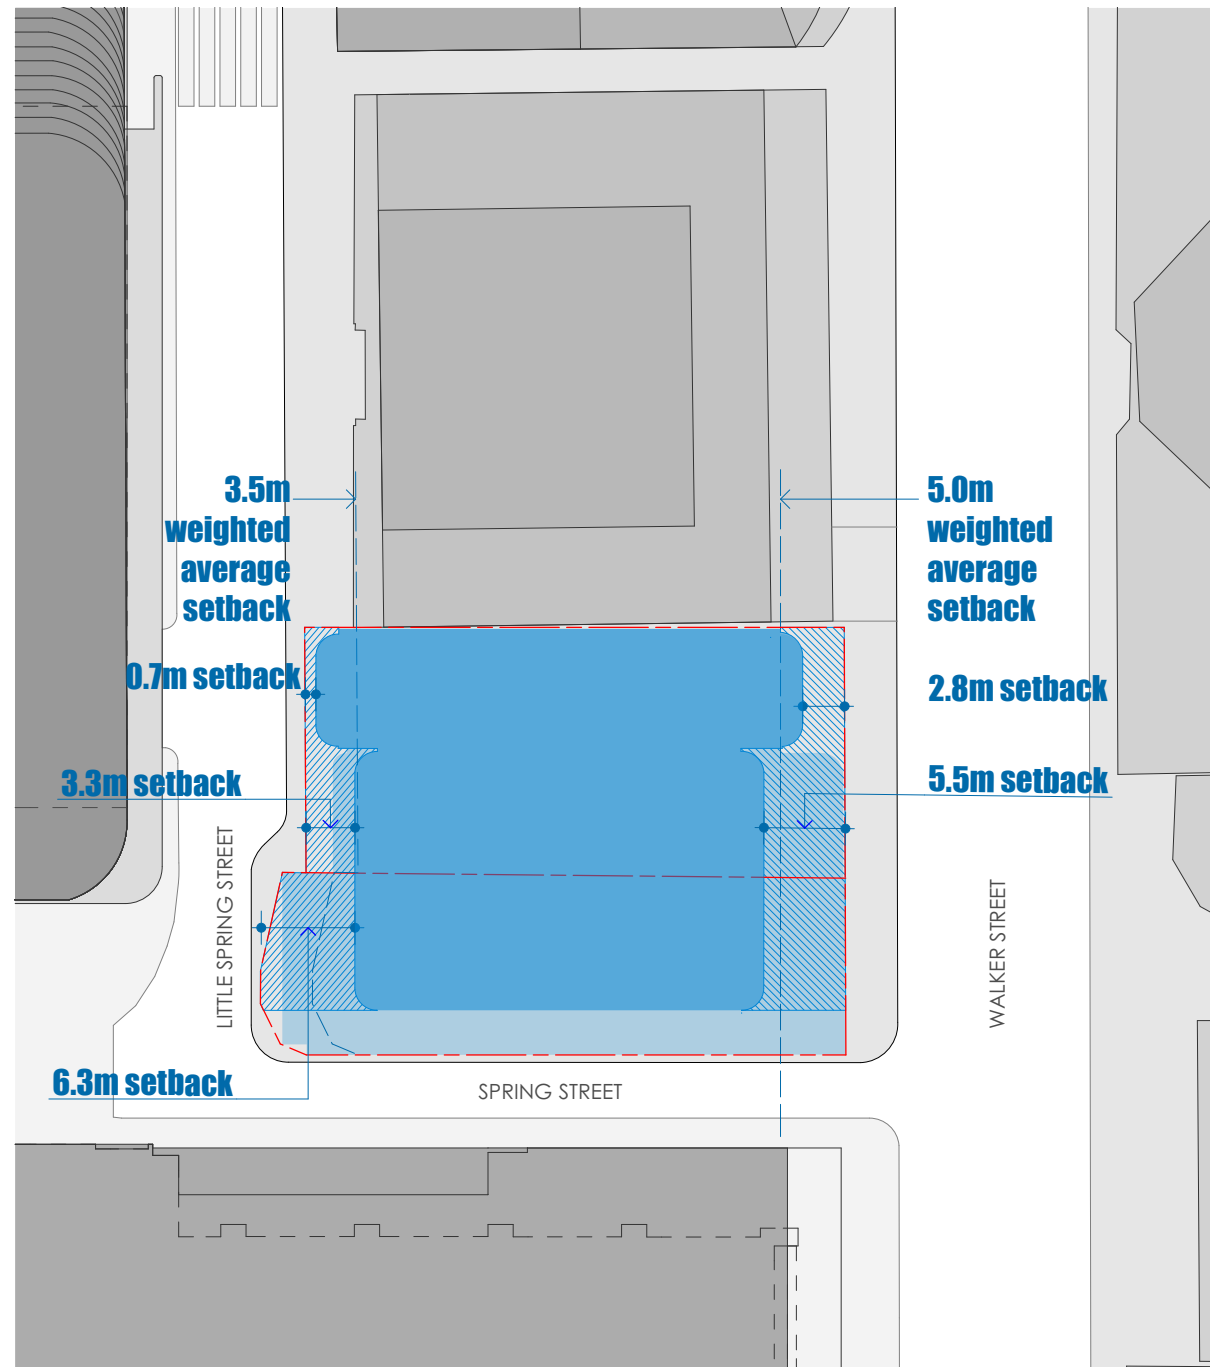 3.5m
weighted
average
setback
5.0m
weighted
average
setback
0.7m setback
2.8m setback
3.3m setback
5.5m setback
LITTLE SPRING STREET
WALKER STREET
6.3m setback
SPRING STREET